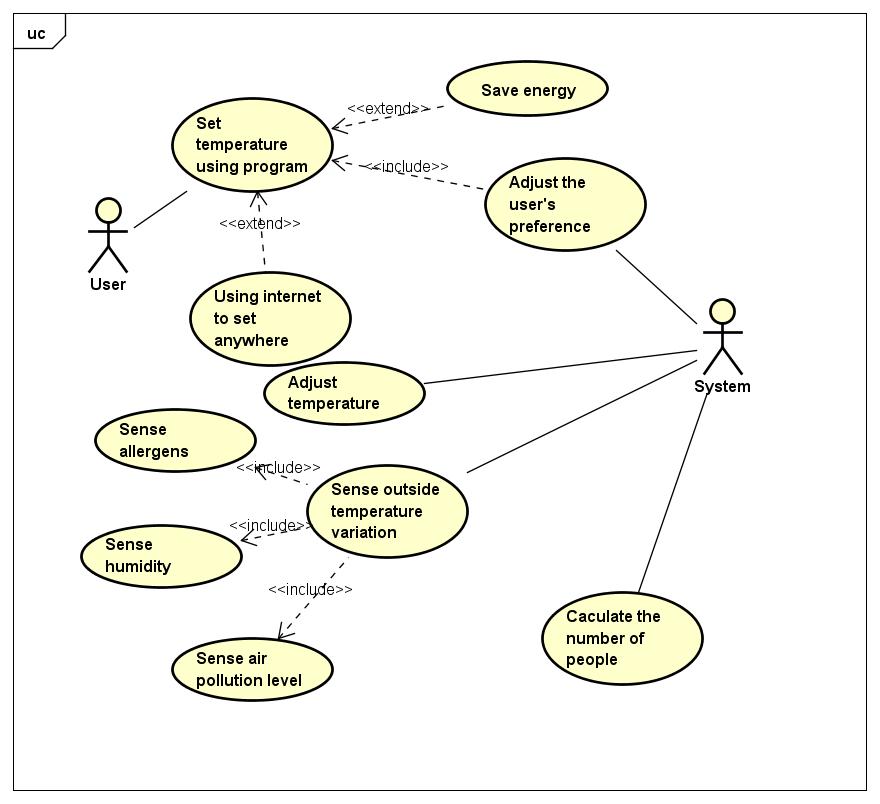 uc
Save energy
<<extend>>
Set
temperature
using program
<<include>>
Adjust the
user's
preference
<<extend>>
User
Using internet
to set
anywhere
Adjust
temperature
System
Sense
allergens
<<include>>
Sense outside
temperature
variation
<<include>>
Sense
humidity
<<include>>
Sense air
pollution level
Caculate the
number of
people